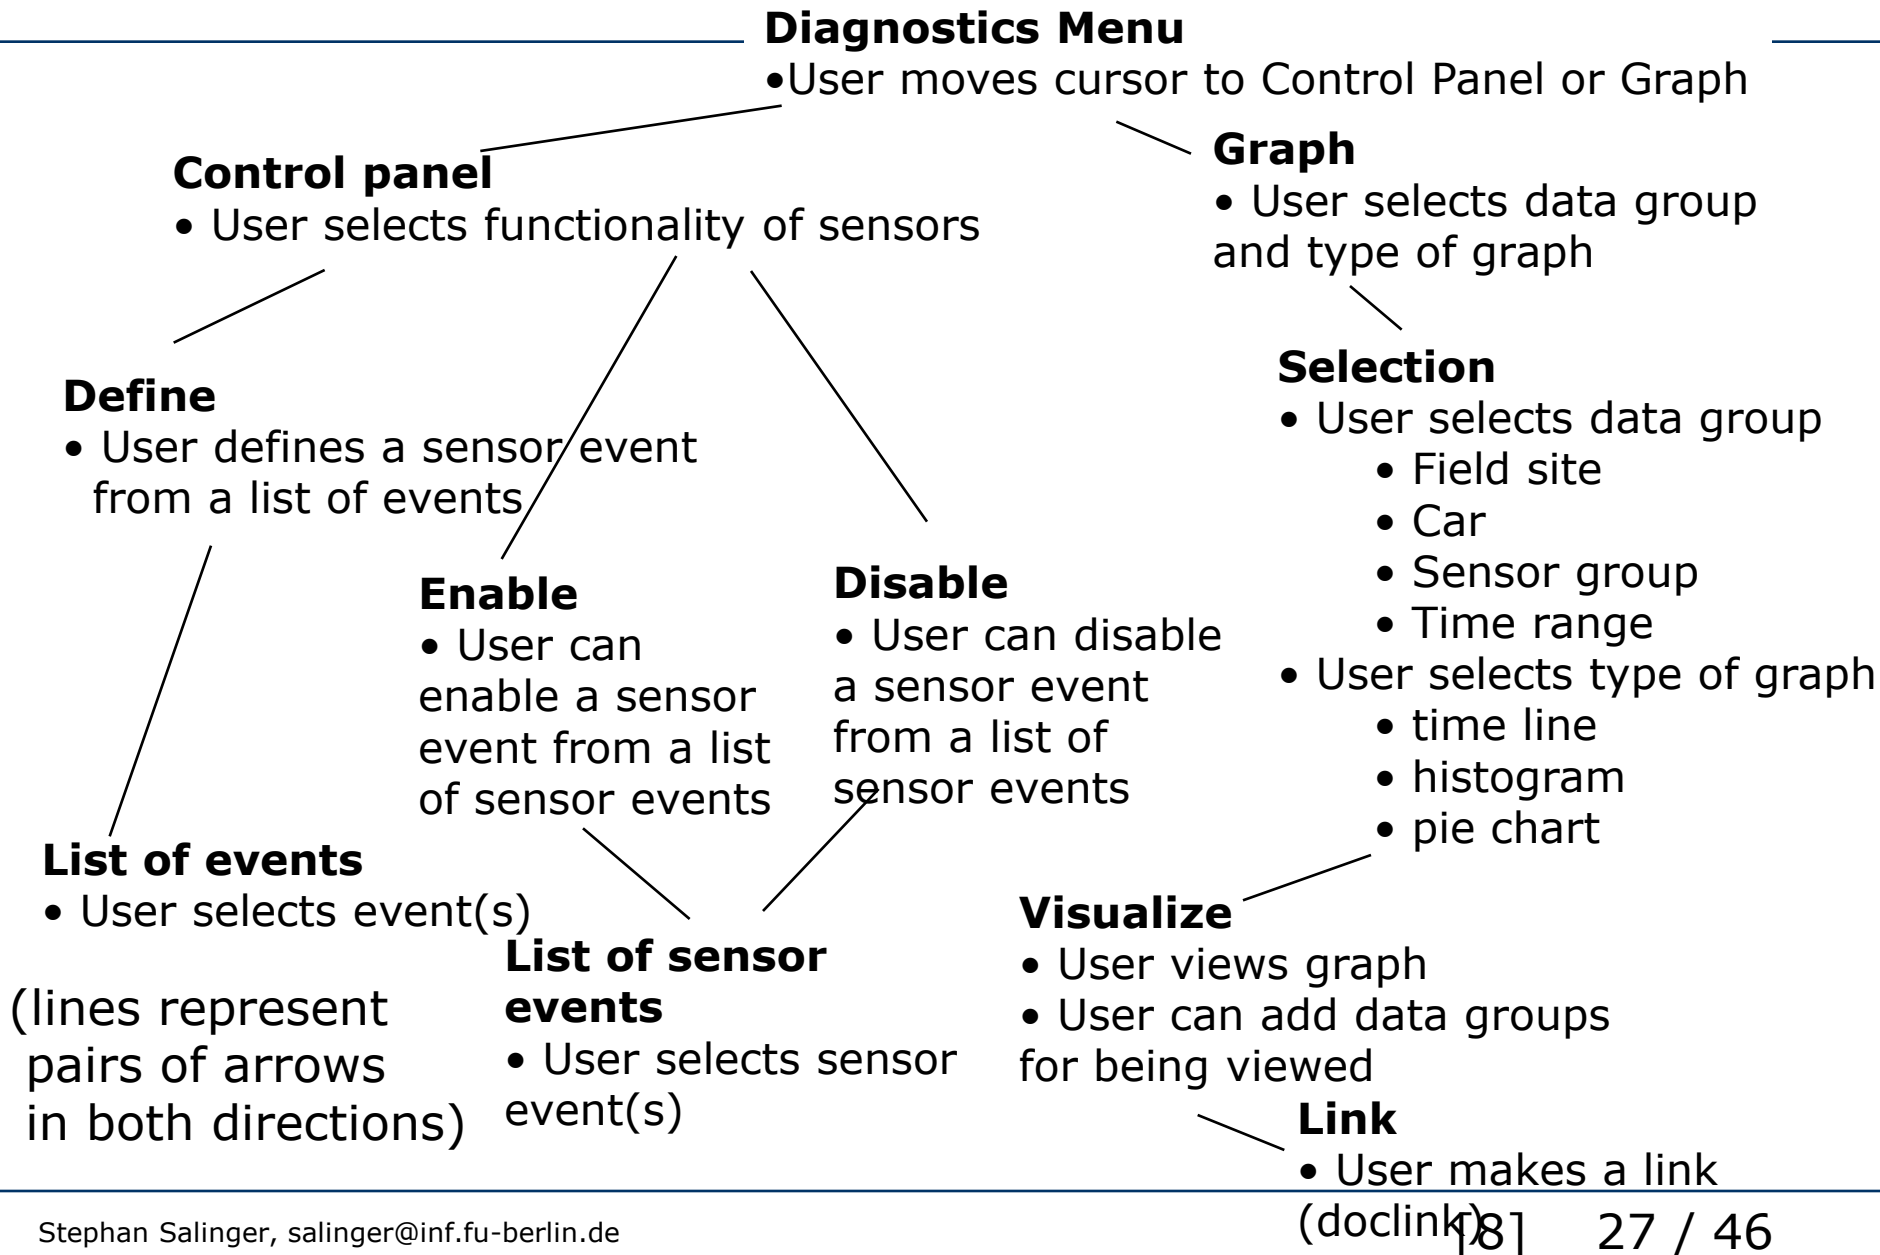 Diagnostics Menu
•User moves cursor to Control Panel or Graph
Control panel
• User selects functionality of sensors
Graph
• User selects data group
and type of graph
Define
• User defines a sensor event
from a list of events
Enable
• User can
enable a sensor
event from a list
of sensor events
Disable
• User can disable
a sensor event
from a list of
sensor events
Selection
• User selects data group
• Field site
• Car
• Sensor group
• Time range
• User selects type of graph
• time line
• histogram
• pie chart
List of events
• User selects event(s)
List of sensor
events
• User selects sensor
event(s)
Visualize
• User views graph
• User can add data groups
for being viewed
Link
• User makes a link
(doclink)
(lines represent
pairs of arrows
in both directions)
Stephan Salinger, salinger@inf.fu-berlin.de
[8] 27 / 46